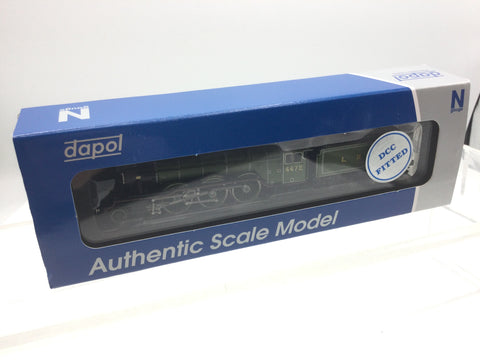 dapol
N
dapol
N
DCC
FITTED
L
Authentic Scale Model